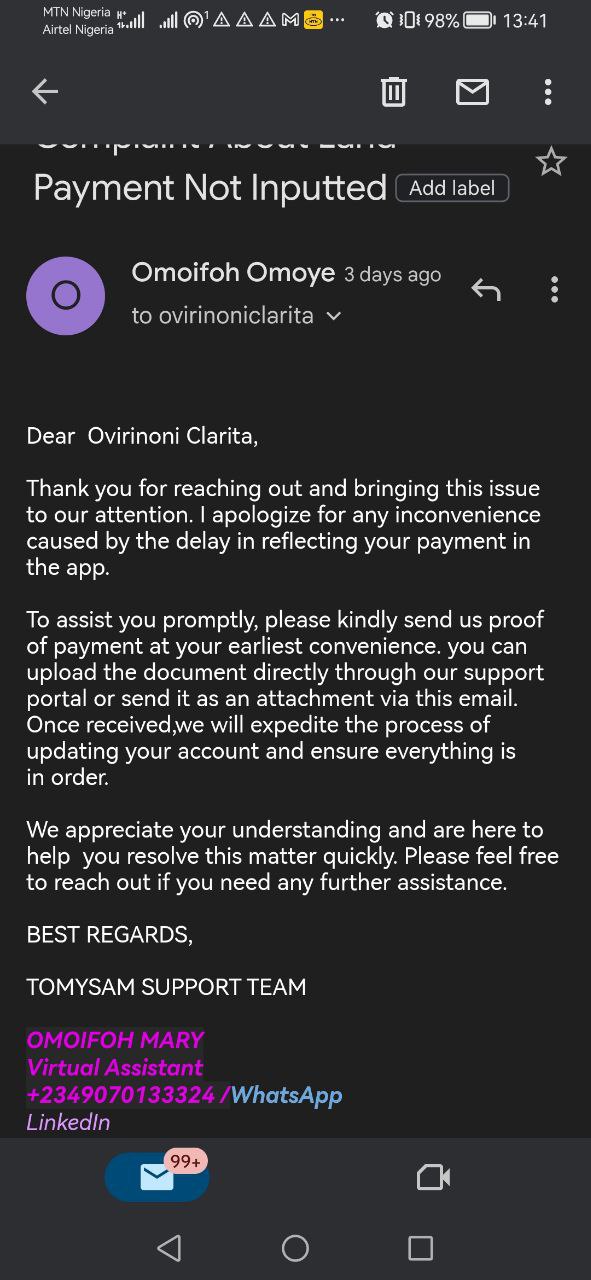 MTN Nigeria
Airtel Nigeria
98%
13:41
Complaint About Land
Payment Not Inputted
Add label
O
Omoifoh Omoye 3 days ago
to ovirinoniclarita
Dear  Ovirinoni Clarita,
Thank you for reaching out and bringing this issue
to our attention. I apologize for any inconvenience
caused by the delay in reflecting your payment in
the app.
To assist you promptly, please kindly send us proof
of payment at your earliest convenience. you can
upload the document directly through our support
portal or send it as an attachment via this email.
Once received,we will expedite the process of
updating your account and ensure everything is
in order.
We appreciate your understanding and are here to
help  you resolve this matter quickly. Please feel free
to reach out if you need any further assistance.
BEST REGARDS,
TOMYSAM SUPPORT TEAM
OMOIFOH MARY
Virtual Assistant
+2349070133324 /WhatsApp
LinkedIn
99+